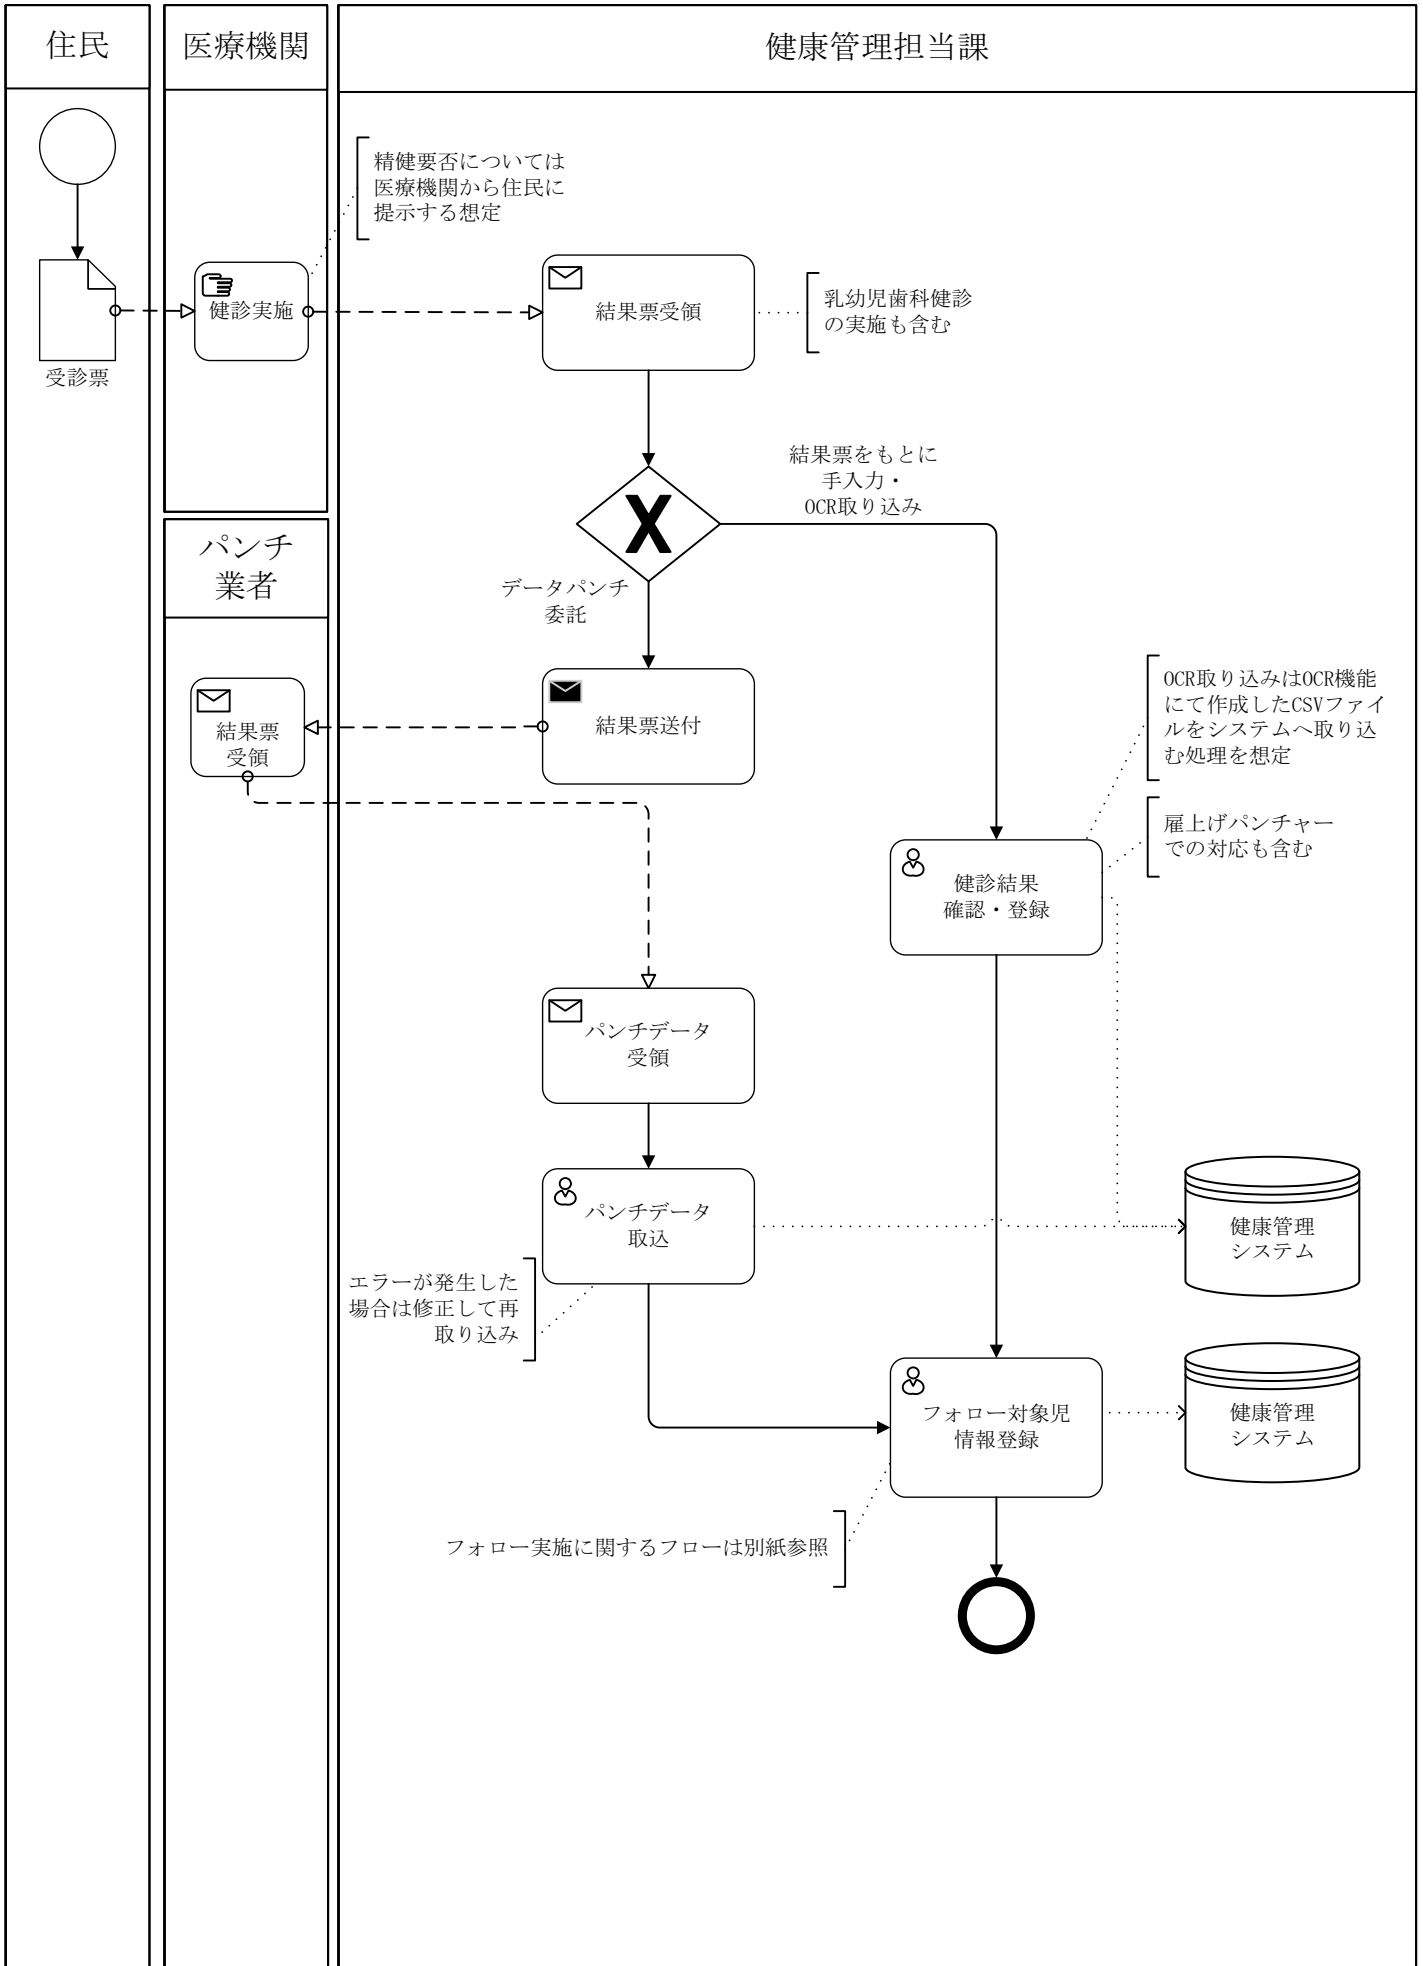 住民
医療機関
健康管理担当課
精健要否については
医療機関から住民に
提示する想定
健診実施
結果票受領
乳幼児歯科健診
の実施も含む
受診票
結果票をもとに
手入力・
OCR取り込み
パンチ
業者
データパンチ
委託
結果票
受領
結果票送付
OCR取り込みはOCR機能
にて作成したCSVファイ
ルをシステムへ取り込
む処理を想定
雇上げパンチャー
での対応も含む
健診結果
確認・登録
パンチデータ
受領
パンチデータ
取込
健康管理
システム
エラーが発生した
場合は修正して再
取り込み
フォロー対象児
情報登録
健康管理
システム
フォロー実施に関するフローは別紙参照